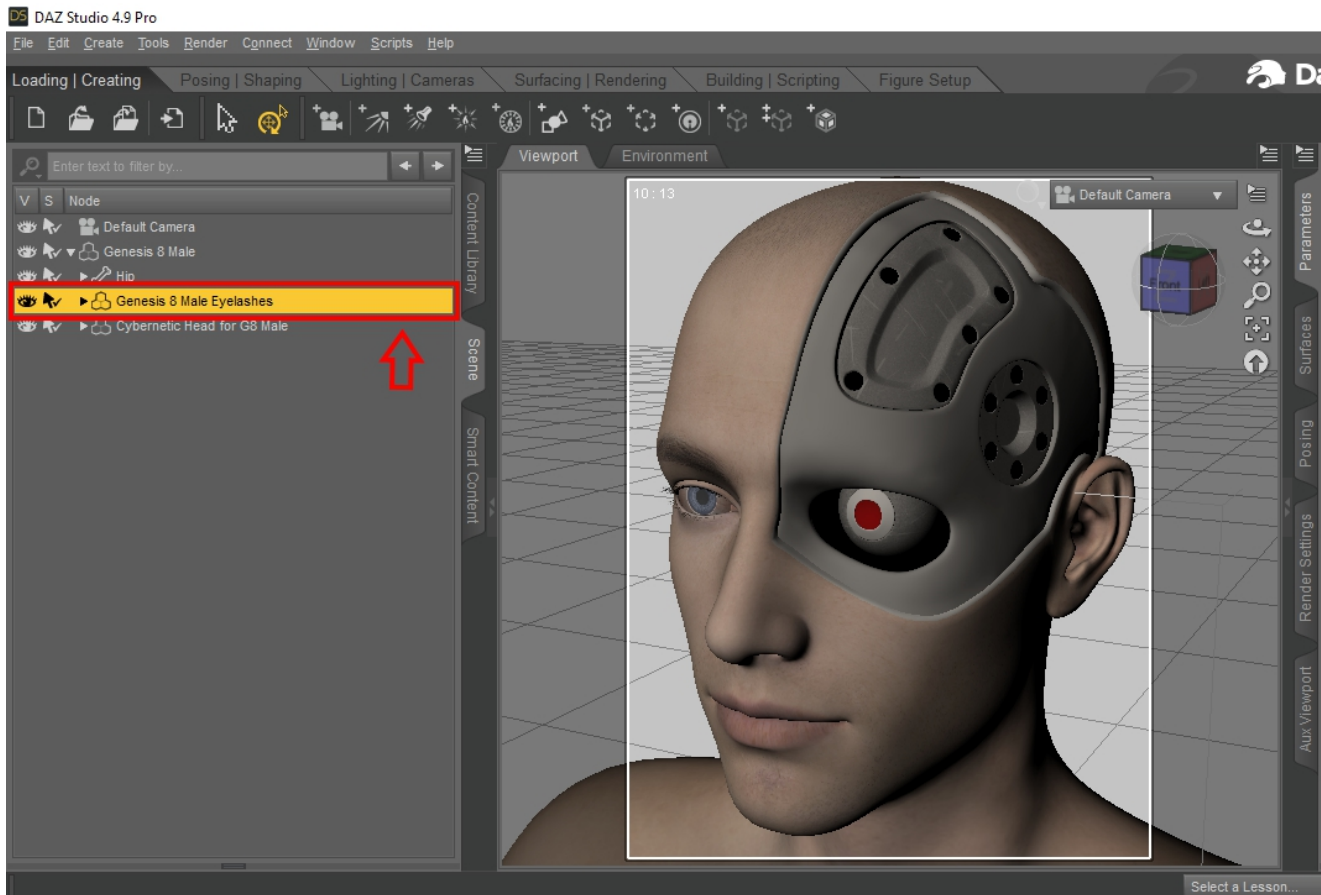 DS DAZ Studio 4.9 Pro
File Edit Create Tools Render Connect Window Scripts Help
Loading | Creating Posing | Shaping Lighting | Cameras Surfacing | Rendering Building | Scripting Figure Setup
Enter text to filter by...
Viewport Environment
V S Node
10 : 13
Default Camera
Default Camera
Genesis 8 Male
Hip
Genesis 8 Male Eyelashes
Cybernetic Head for G8 Male
Front
Content Library
Scene
Smart Content
Parameters
Surfaces
Posing
Render Settings
Aux Viewport
Select a Lesson...